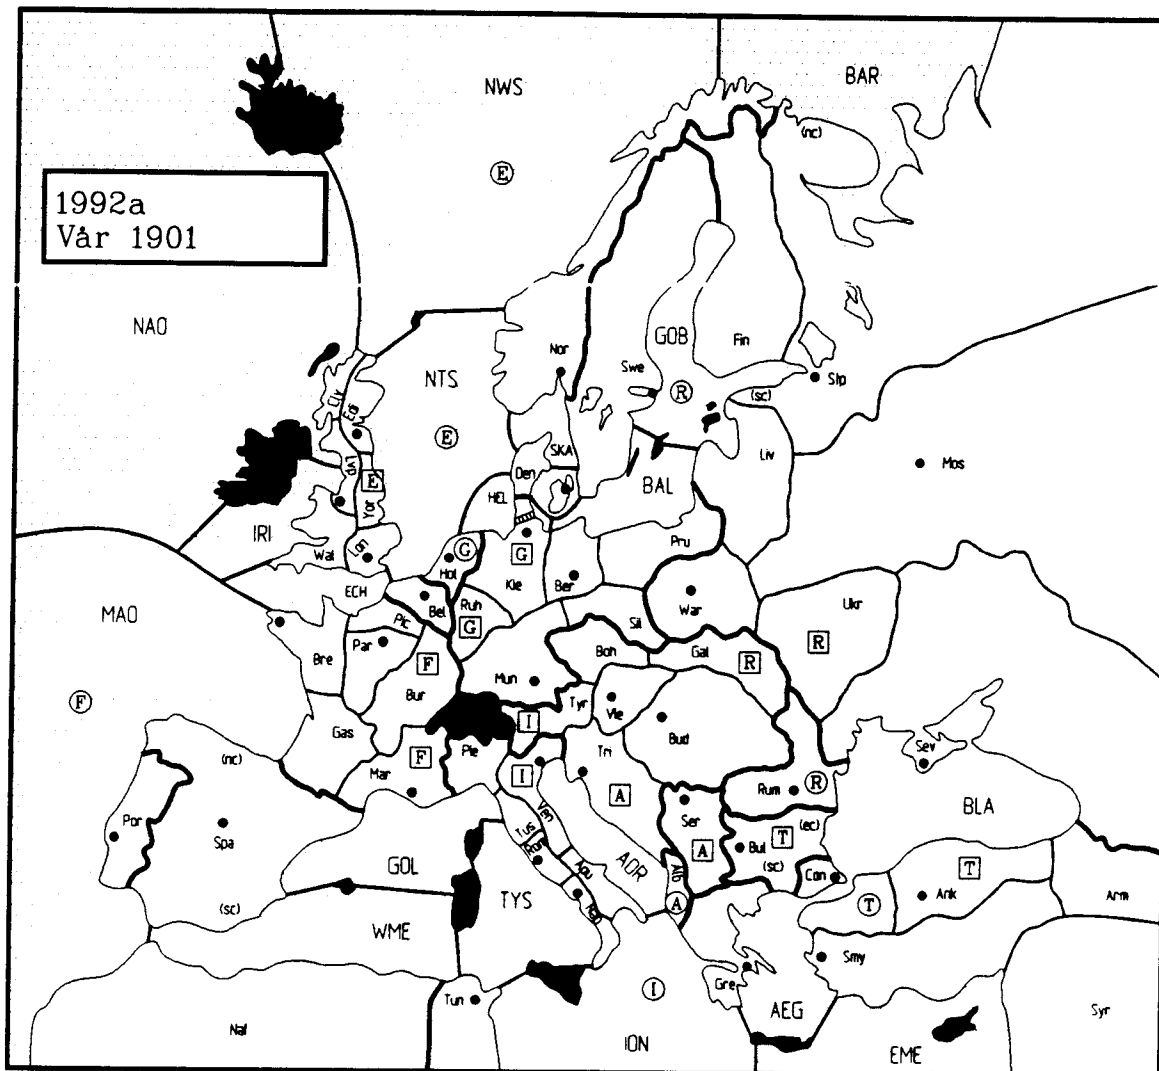 NWS
BAR
(nc)
E
1992a
Vår 1901
NAO
NTS
Nor
GOB
Fin
Swe
R
(sc)
Stp
Cly
Edi
E
SKA
Den
Liv
Mos
Lvp
E
Yor
HEL
BAL
IRI
Wal
Lon
G
Hol
G
Kie
Ber
Pru
ECH
Bel
Ruh
G
War
Ukr
MAO
Pic
Sil
Par
Bre
F
Bur
Mun
Boh
Gal
R
R
F
Tyr
Vie
Gas
I
Bud
Sev
(nc)
Mar
F
Pie
I
Tri
A
Rum
R
BLA
Por
Spa
Tus
Ven
Ser
Bul
T
(ec)
(sc)
Rom
Apu
ADR
Alb
A
Con
T
GOL
TYS
Nap
A
T
Ank
Arm
(sc)
WME
Smy
Tun
I
Gre
AEG
Syr
Naf
ION
EME